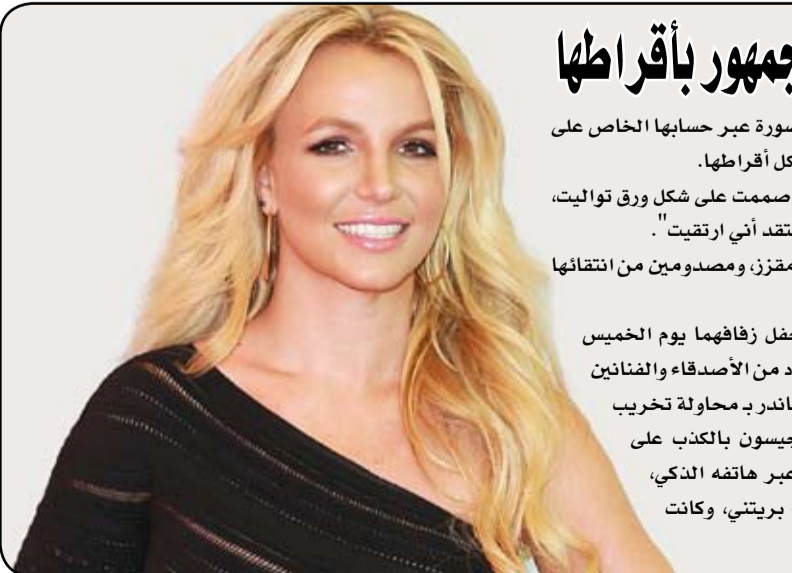 جمهور بأقراطها
صورة عبر حسابها الخاص على
كل أقراطها.
صممت على شكل ورق تواليت،
تقد أني ارتقيت".
مقزز، ومصدومين من انتقائها
حفل زفافهما يوم الخميس
د من الأصدقاء والفنانين
اندر بـ محاولة تخريب
جيسون بالكذب على
عبر هاتفه الذكي،
بريتني، وكانت